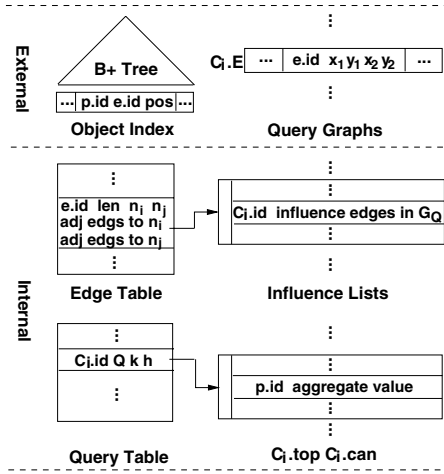 External
B+ Tree
... p.id e.id pos ...
Object Index
⋮
Cᵢ.E ... e.id x₁ y₁ x₂ y₂ ...
⋮
Query Graphs
Internal
⋮
e.id len nᵢ nⱼ
adj edgs to nᵢ
adj edgs to nⱼ
⋮
Edge Table
⋮
Cᵢ.id influence edges in G_Q
⋮
Influence Lists
⋮
Cᵢ.id Q k h
⋮
Query Table
⋮
p.id aggregate value
⋮
Cᵢ.top Cᵢ.can